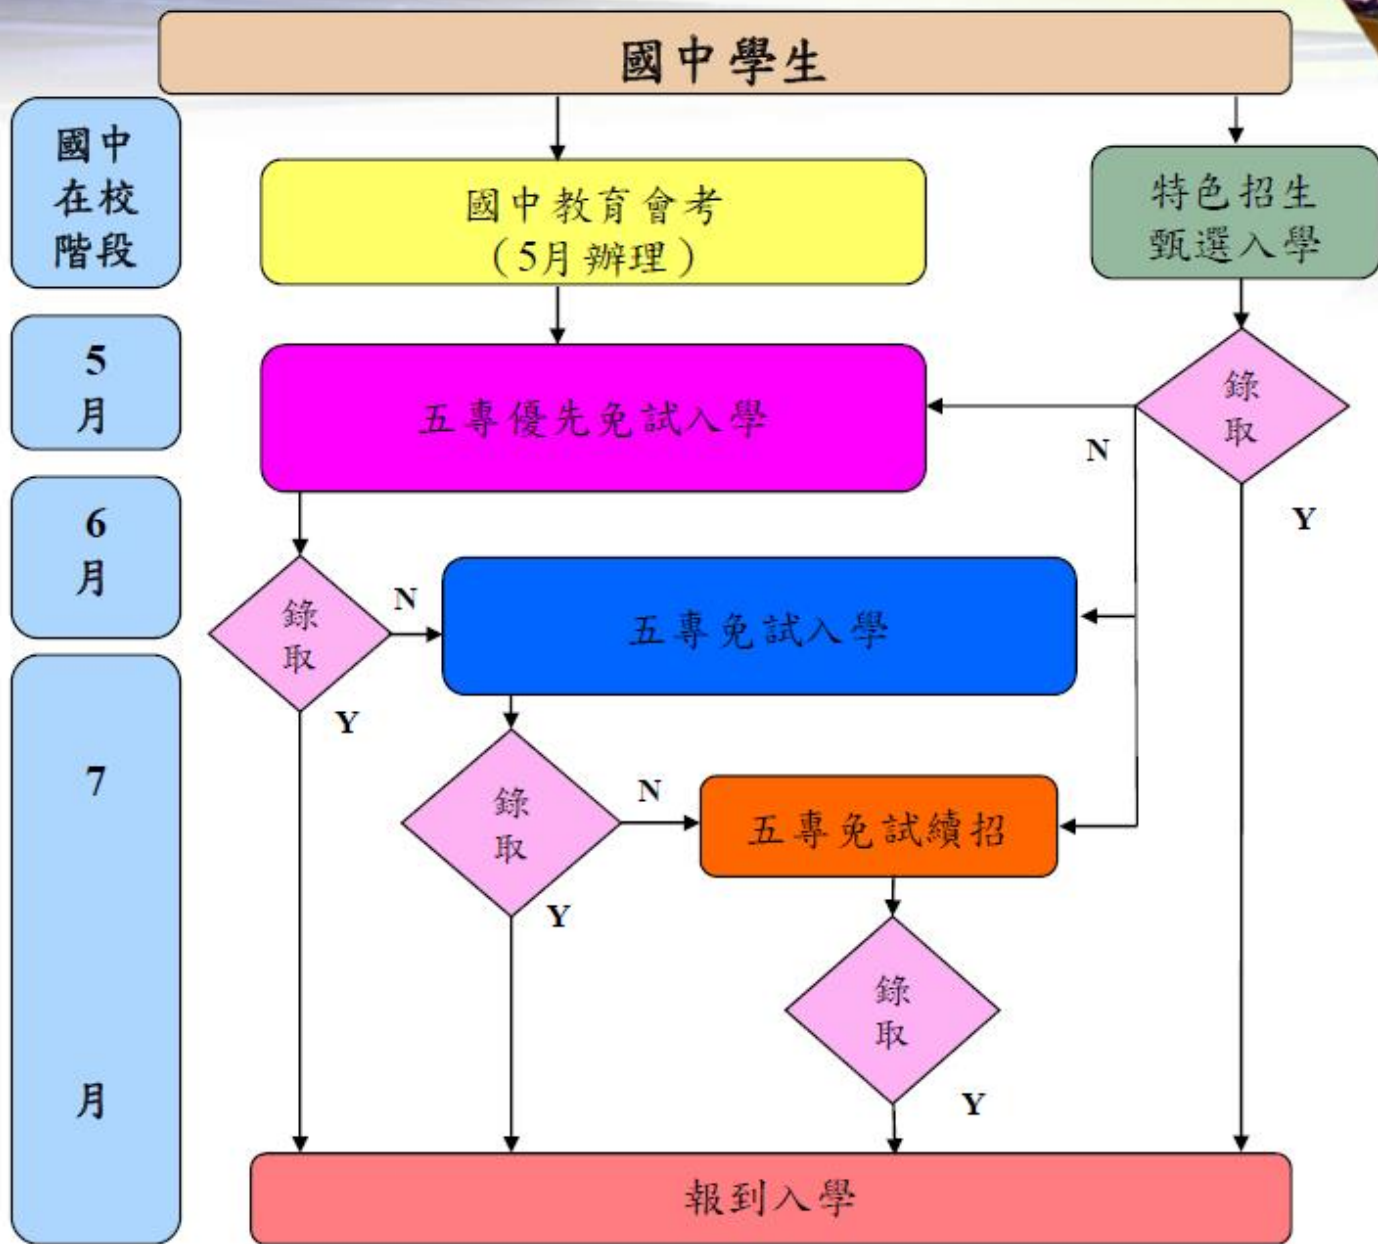 國中學生
國中
在校
階段
國中教育會考
（5月辦理）
特色招生
甄選入學
5
月
五專優先免試入學
錄
取
N
Y
6
月
錄
取
N
Y
五專免試入學
7
月
錄
取
N
Y
五專免試續招
錄
取
Y
報到入學